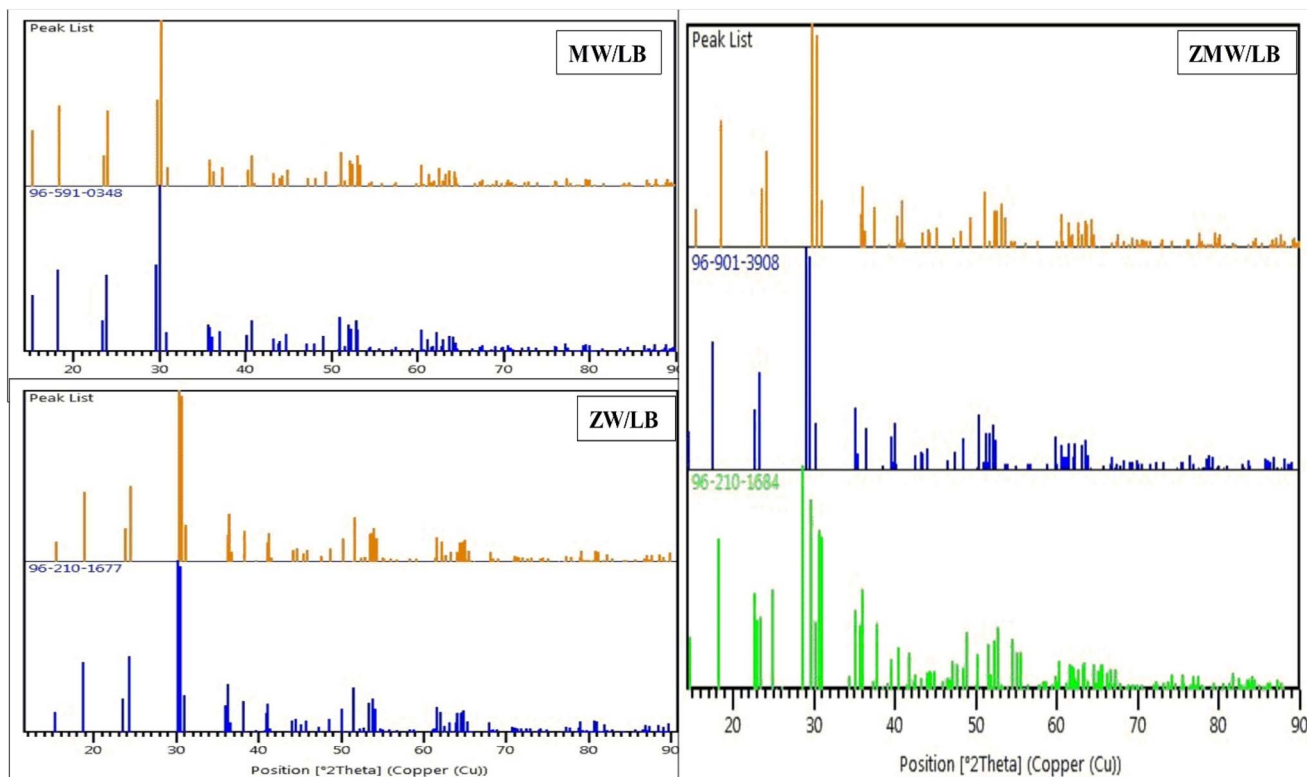 Peak List
MW/LB
96-591-0348
20 30 40 50 60 70 80 90
Peak List
ZW/LB
96-210-1677
20 30 40 50 60 70 80 90
Position [°2Theta] (Copper (Cu))
Peak List
ZMW/LB
96-901-3908
96-210-1684
20 30 40 50 60 70 80 90
Position [°2Theta] (Copper (Cu))